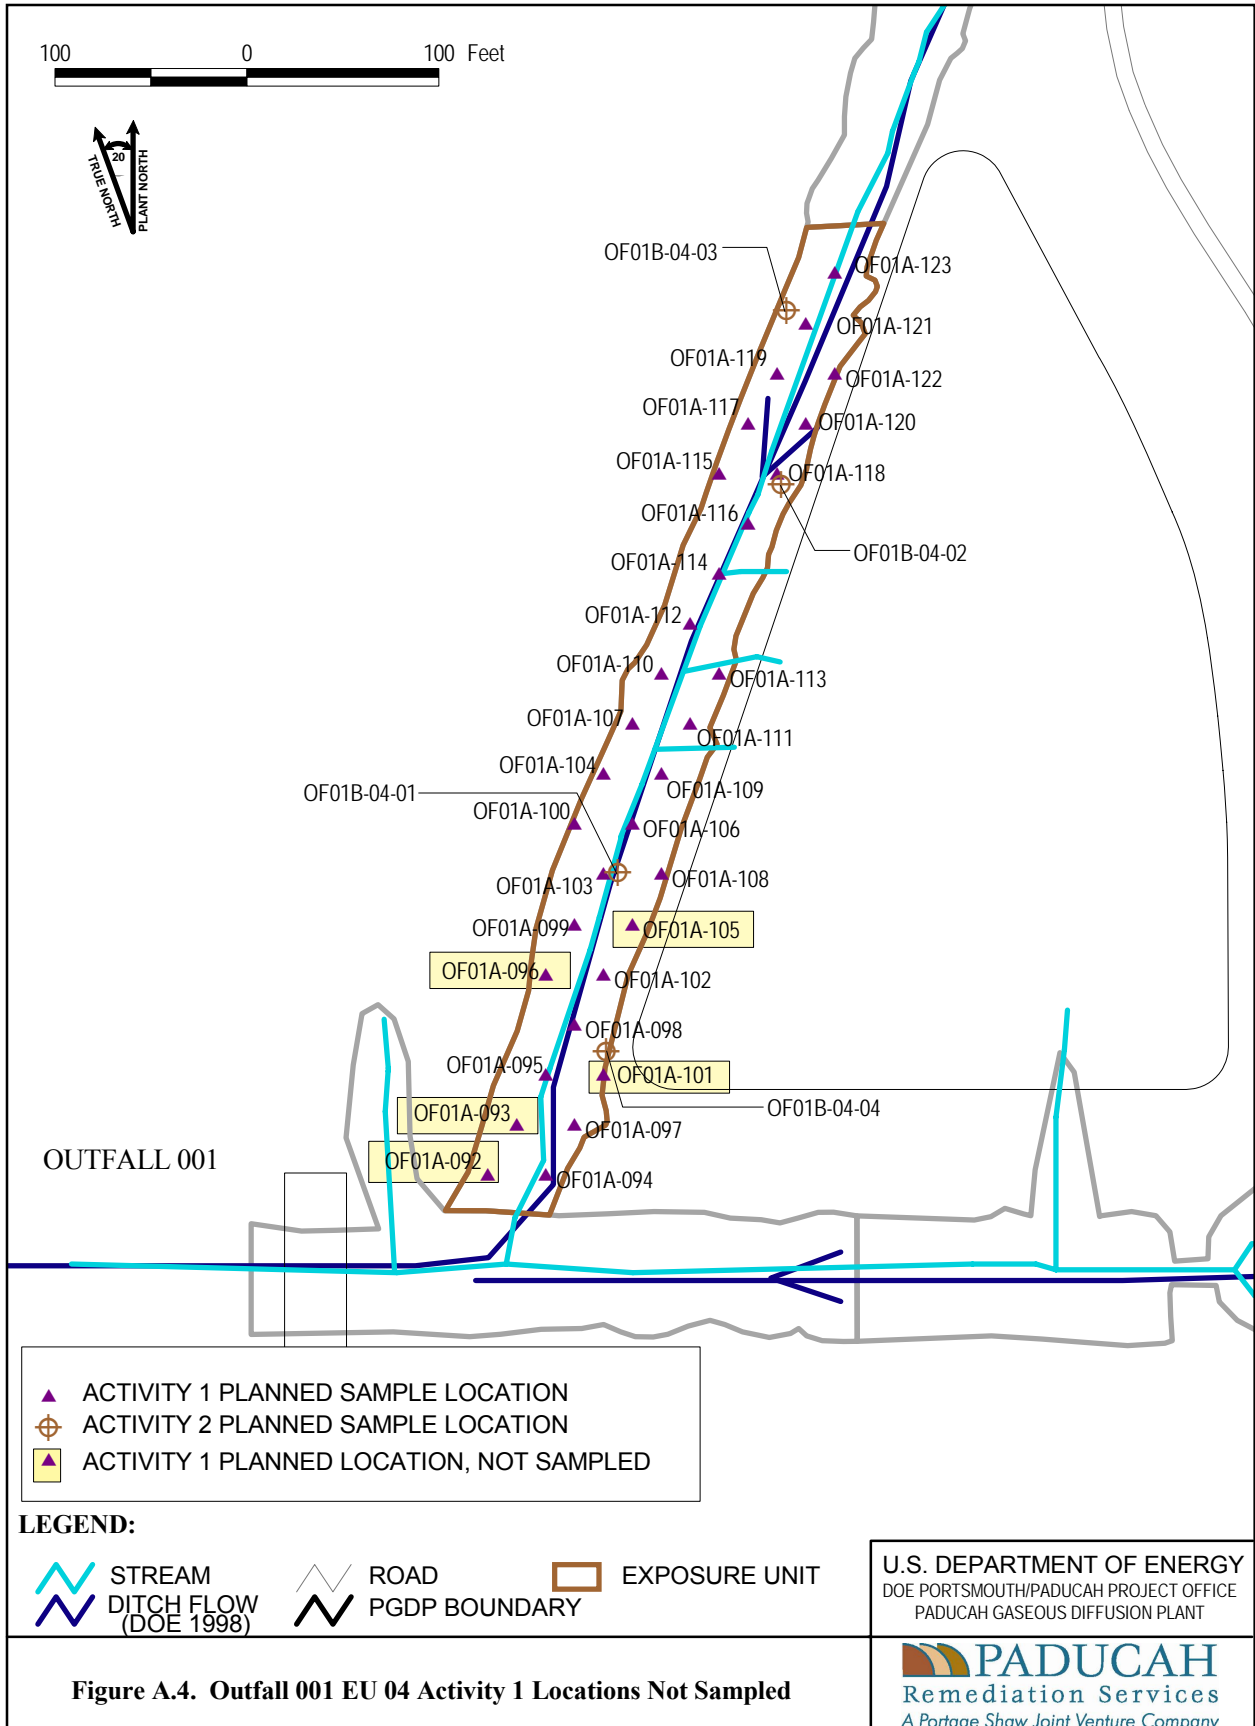 100 0 100 Feet
20
TRUE NORTH
PLANT NORTH
OF01B-04-03
OF01A-123
OF01A-121
OF01A-119
OF01A-122
OF01A-117
OF01A-120
OF01A-115
OF01A-118
OF01A-116
OF01B-04-02
OF01A-114
OF01A-112
OF01A-110
OF01A-113
OF01A-107
OF01A-111
OF01A-104
OF01A-109
OF01B-04-01
OF01A-100
OF01A-106
OF01A-103
OF01A-108
OF01A-099
OF01A-105
OF01A-096
OF01A-102
OF01A-098
OF01A-095
OF01A-101
OF01A-093
OF01B-04-04
OF01A-097
OUTFALL 001
OF01A-092
OF01A-094
ACTIVITY 1 PLANNED SAMPLE LOCATION
ACTIVITY 2 PLANNED SAMPLE LOCATION
ACTIVITY 1 PLANNED LOCATION, NOT SAMPLED
LEGEND:
STREAM
DITCH FLOW
(DOE 1998)
ROAD
PGDP BOUNDARY
EXPOSURE UNIT
U.S. DEPARTMENT OF ENERGY
DOE PORTSMOUTH/PADUCAH PROJECT OFFICE
PADUCAH GASEOUS DIFFUSION PLANT
Figure A.4. Outfall 001 EU 04 Activity 1 Locations Not Sampled
PADUCAH
Remediation Services
A Portage Shaw Joint Venture Company